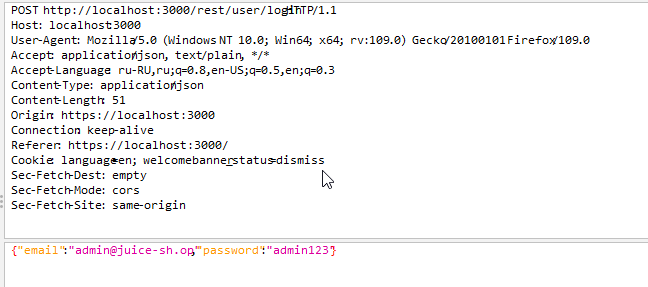 POST http://localhost:3000/rest/user/login HTTP/1.1
Host: localhost:3000
User-Agent: Mozilla/5.0 (Windows NT 10.0; Win64; x64; rv:109.0) Gecko/20100101 Firefox/109.0
Accept: application/json, text/plain, */*
Accept-Language: ru-RU,ru;q=0.8,en-US;q=0.5,en;q=0.3
Content-Type: application/json
Content-Length: 51
Origin: https://localhost:3000
Connection: keep-alive
Referer: https://localhost:3000/
Cookie: language=en; welcomebanner_status=dismiss
Sec-Fetch-Dest: empty
Sec-Fetch-Mode: cors
Sec-Fetch-Site: same-origin
{"email":"admin@juice-sh.op","password":"admin123"}